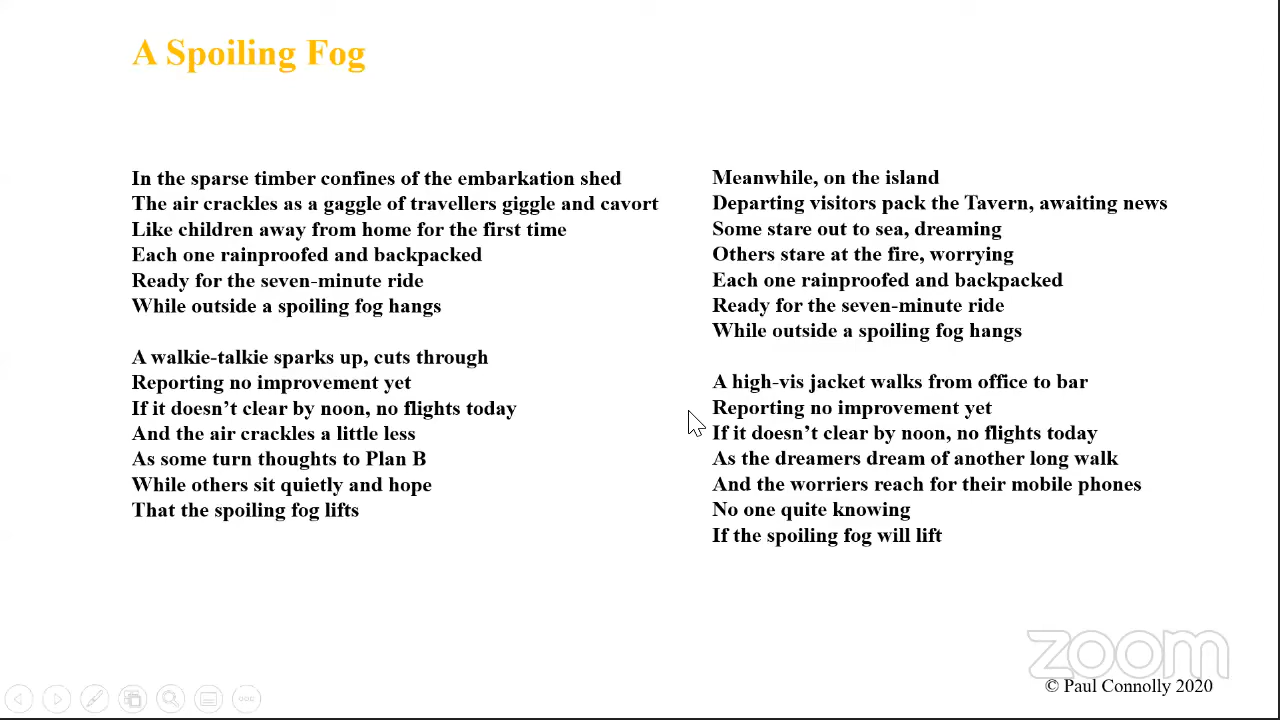 A Spoiling Fog
In the sparse timber confines of the embarkation shed
The air crackles as a gaggle of travellers giggle and cavort
Like children away from home for the first time
Each one rainproofed and backpacked
Ready for the seven-minute ride
While outside a spoiling fog hangs
A walkie-talkie sparks up, cuts through
Reporting no improvement yet
If it doesn’t clear by noon, no flights today
And the air crackles a little less
As some turn thoughts to Plan B
While others sit quietly and hope
That the spoiling fog lifts
Meanwhile, on the island
Departing visitors pack the Tavern, awaiting news
Some stare out to sea, dreaming
Others stare at the fire, worrying
Each one rainproofed and backpacked
Ready for the seven-minute ride
While outside a spoiling fog hangs
A high-vis jacket walks from office to bar
Reporting no improvement yet
If it doesn’t clear by noon, no flights today
As the dreamers dream of another long walk
And the worriers reach for their mobile phones
No one quite knowing
If the spoiling fog will lift
zoom
© Paul Connolly 2020